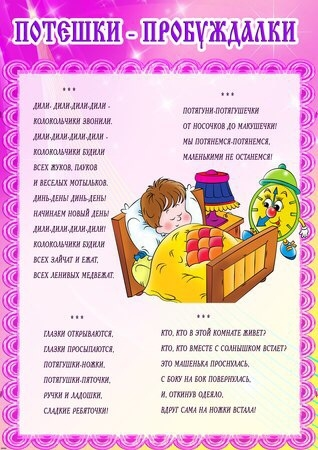 ПОТЕШКИ - ПРОБУЖДАЛКИ
***
ДИЛИ- ДИЛИ-ДИЛИ-ДИЛИ -
КОЛОКОЛЬЧИКИ ЗВОНИЛИ.
ДИЛИ-ДИЛИ-ДИЛИ-ДИЛИ -
КОЛОКОЛЬЧИКИ БУДИЛИ
ВСЕХ ЖУКОВ, ПАУКОВ
И ВЕСЕЛЫХ МОТЫЛЬКОВ.
ДИНЬ-ДЕНЬ! ДИНЬ-ДЕНЬ!
НАЧИНАЕМ НОВЫЙ ДЕНЬ!
ДИЛИ-ДИЛИ-ДИЛИ-ДИЛИ!
КОЛОКОЛЬЧИКИ БУДИЛИ
ВСЕХ ЗАЙЧАТ И ЕЖАТ,
ВСЕХ ЛЕНИВЫХ МЕДВЕЖАТ.
***
ПОТЯГУНИ-ПОТЯГУШЕЧКИ
ОТ НОСОЧКОВ ДО МАКУШЕЧКИ!
МЫ ПОТЯНЕМСЯ-ПОТЯНЕМСЯ,
МАЛЕНЬКИМИ НЕ ОСТАНЕМСЯ!
***
ГЛАЗКИ ОТКРЫВАЮТСЯ,
ГЛАЗКИ ПРОСЫПАЮТСЯ,
ПОТЯГУШКИ-НОЖКИ,
ПОТЯГУШКИ-ПЯТОЧКИ,
РУЧКИ И ЛАДОШКИ,
СЛАДКИЕ РЕБЯТОЧКИ!
***
КТО, КТО В ЭТОЙ КОМНАТЕ ЖИВЕТ?
КТО, КТО ВМЕСТЕ С СОЛНЫШКОМ ВСТАЕТ?
ЭТО МАШЕНЬКА ПРОСНУЛАСЬ,
С БОКУ НА БОК ПОВЕРНУЛАСЬ,
И, ОТКИНУВ ОДЕЯЛО,
ВДРУГ САМА НА НОЖКИ ВСТАЛА!